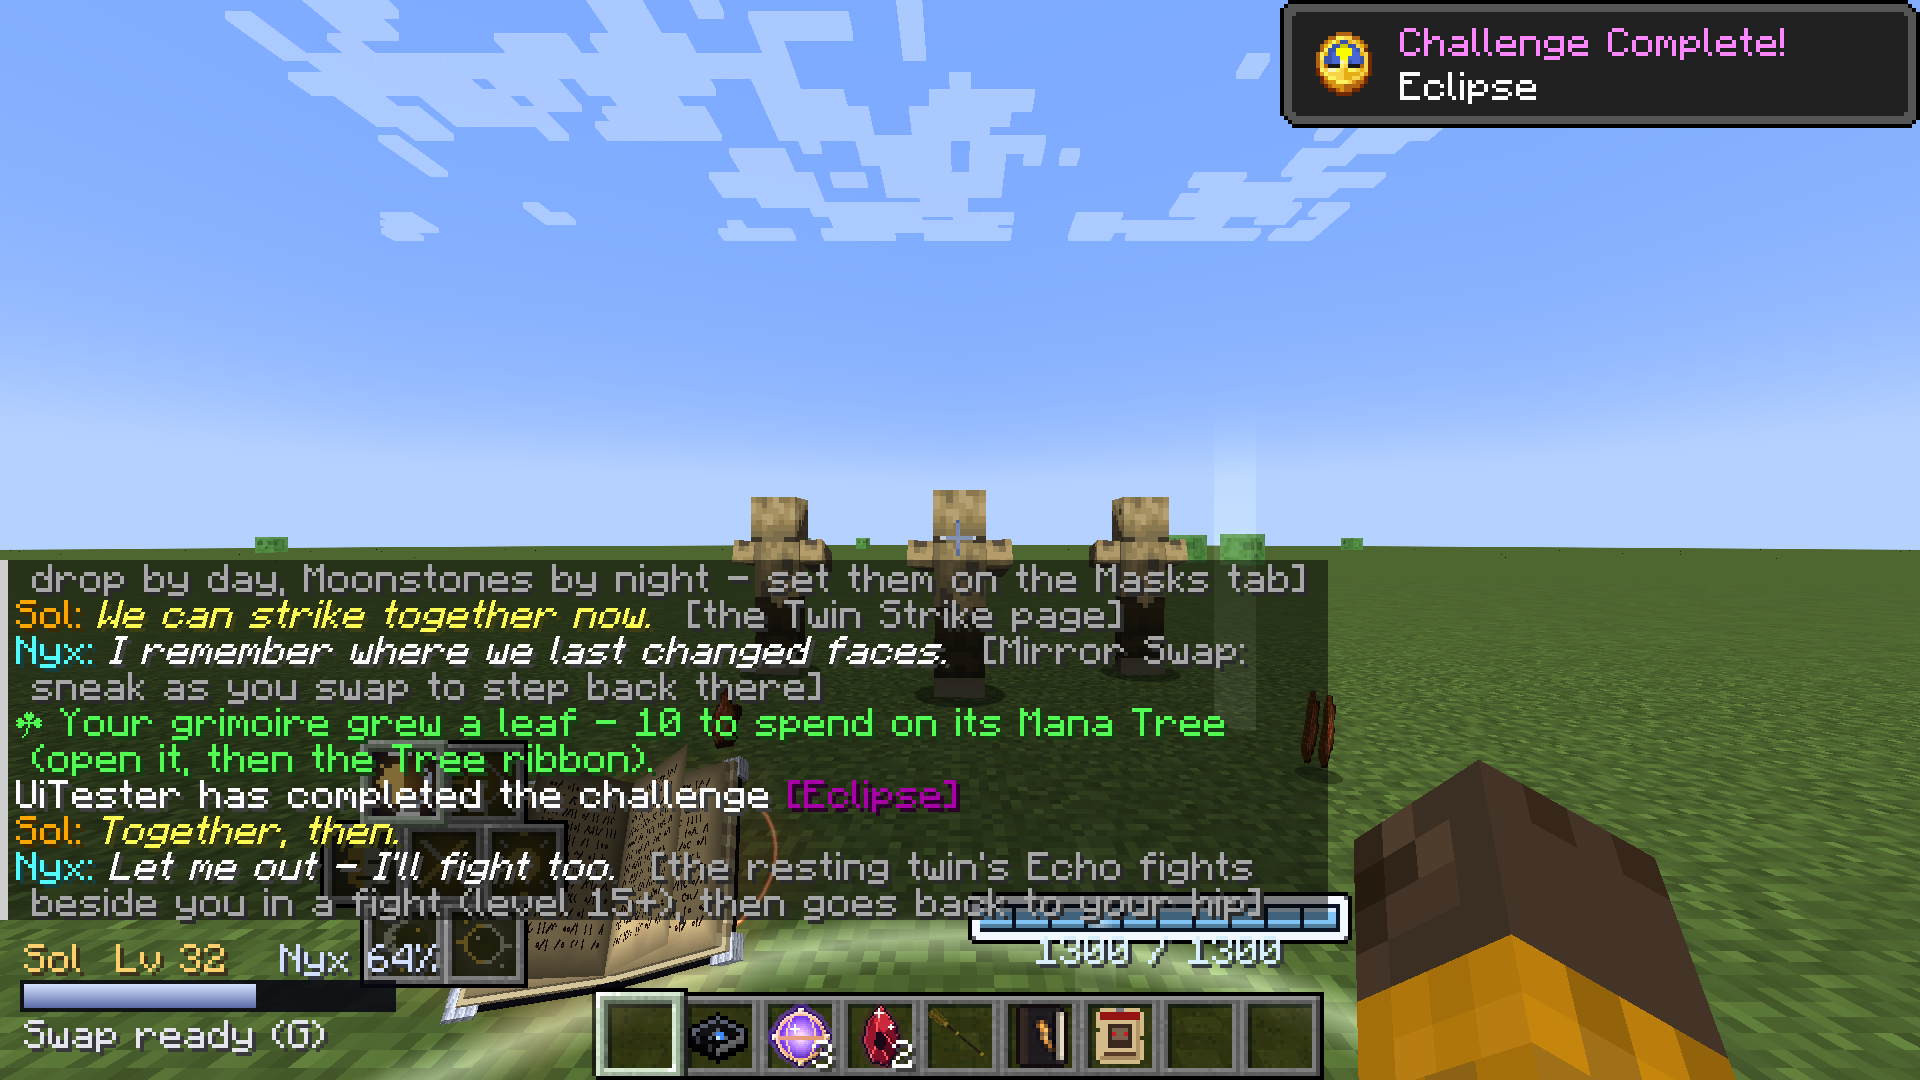 Challenge Complete!
Eclipse
drop by day, Moonstones by night – set them on the Masks tab]
Sol: We can strike together now. [the Twin Strike page]
Nyx: I remember where we last changed faces. [Mirror Swap:
sneak as you swap to step back there]
☘ Your grimoire grew a leaf – 10 to spend on its Mana Tree
(open it, then the Tree ribbon).
UiTester has completed the challenge [Eclipse]
Sol: Together, then.
Nyx: Let me out – I'll fight too. [the resting twin's Echo fights
beside you in a fight (level 15+), then goes back to your hip]
1300 / 1300
Sol Lv 32 Nyx 64%
Swap ready (G)
3
2